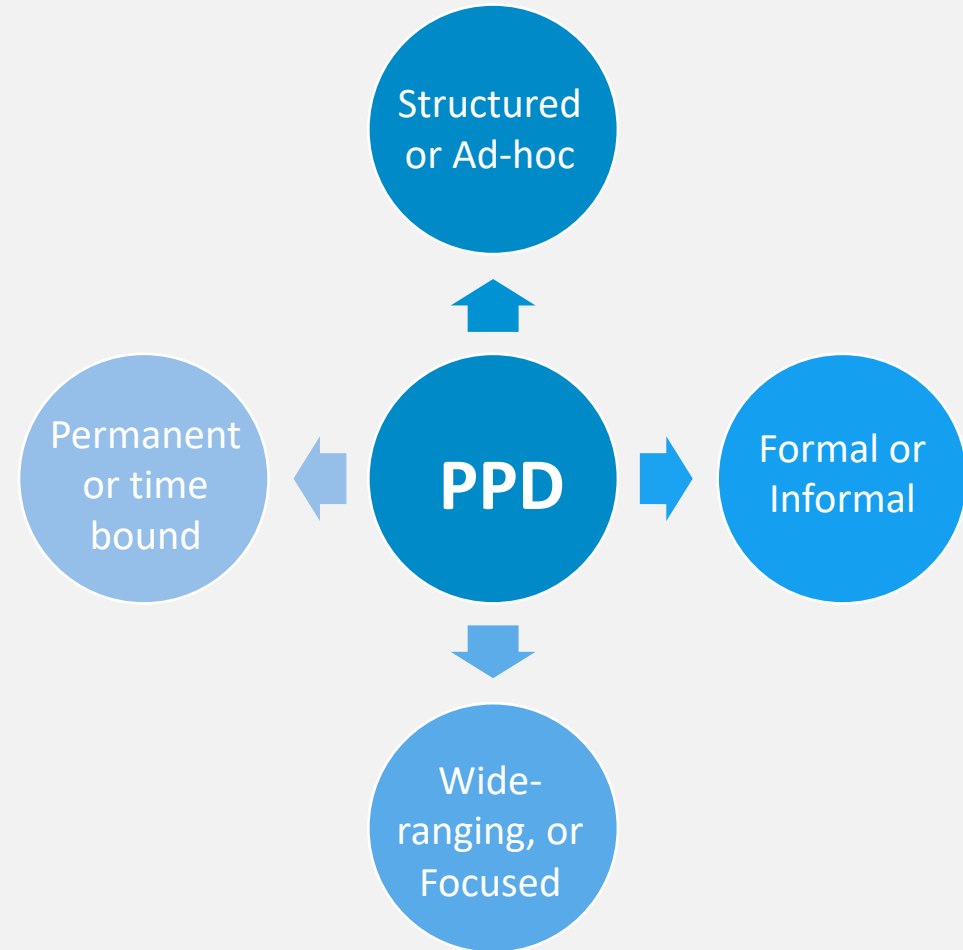 Structured
or Ad-hoc
Permanent
or time
bound
PPD
Formal or
Informal
Wide-
ranging, or
Focused